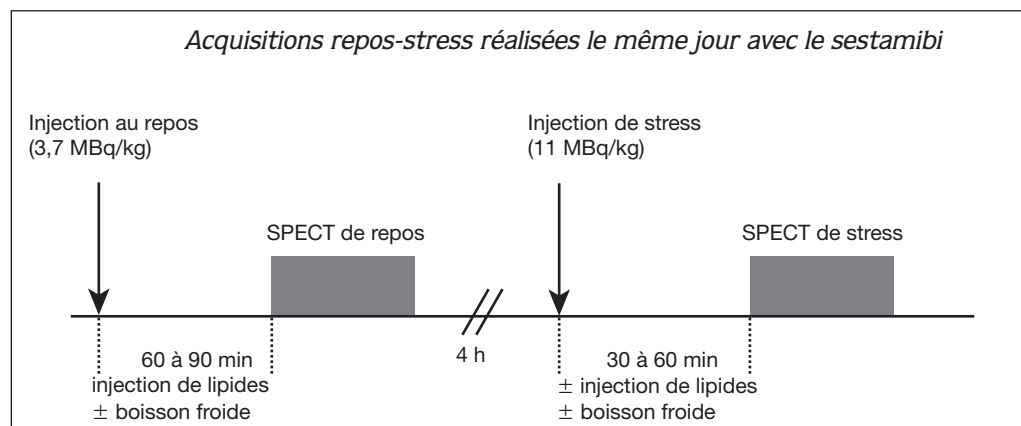 Acquisitions repos-stress réalisées le même jour avec le sestamibi
Injection au repos
(3,7 MBq/kg)
Injection de stress
(11 MBq/kg)
SPECT de repos
SPECT de stress
4 h
60 à 90 min
injection de lipides
± boisson froide
30 à 60 min
± injection de lipides
± boisson froide